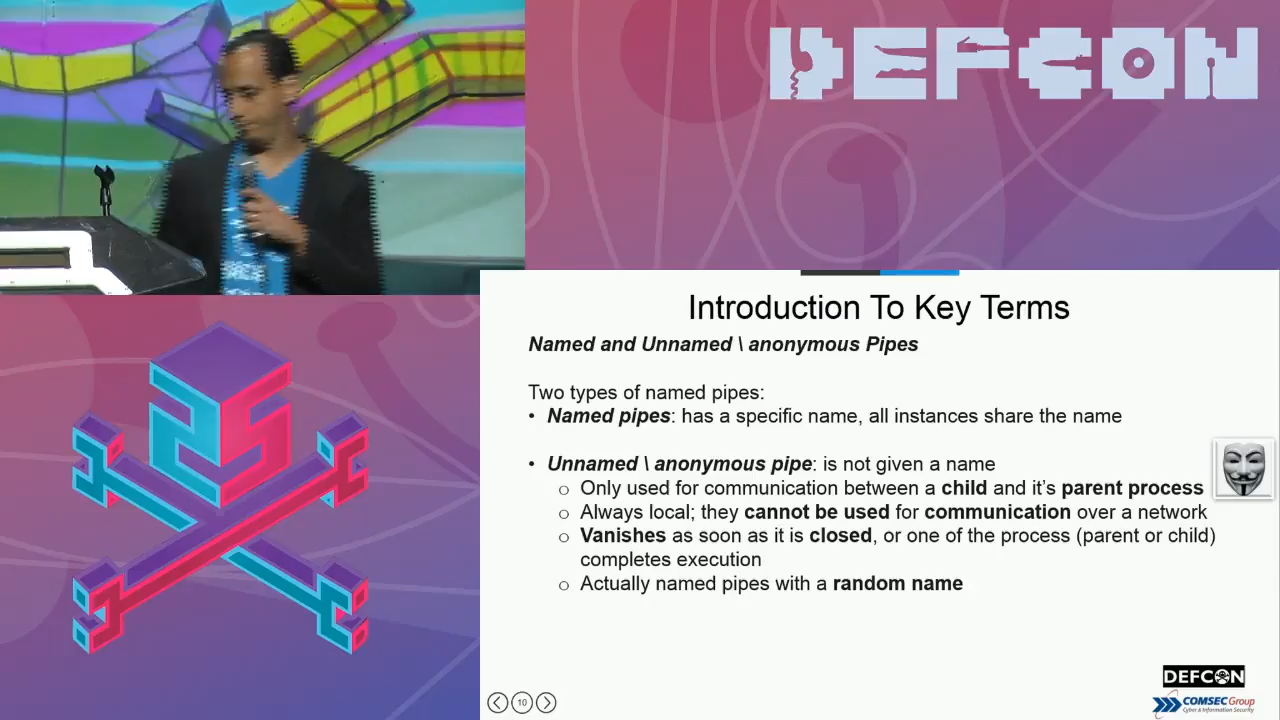 DEFCON
Introduction To Key Terms
Named and Unnamed \ anonymous Pipes
Two types of named pipes:
• Named pipes: has a specific name, all instances share the name
• Unnamed \ anonymous pipe: is not given a name
o Only used for communication between a child and it's parent process
o Always local; they cannot be used for communication over a network
o Vanishes as soon as it is closed, or one of the process (parent or child)
completes execution
o Actually named pipes with a random name
10
DEFCON
COMSEC Group
Cyber & Information Security